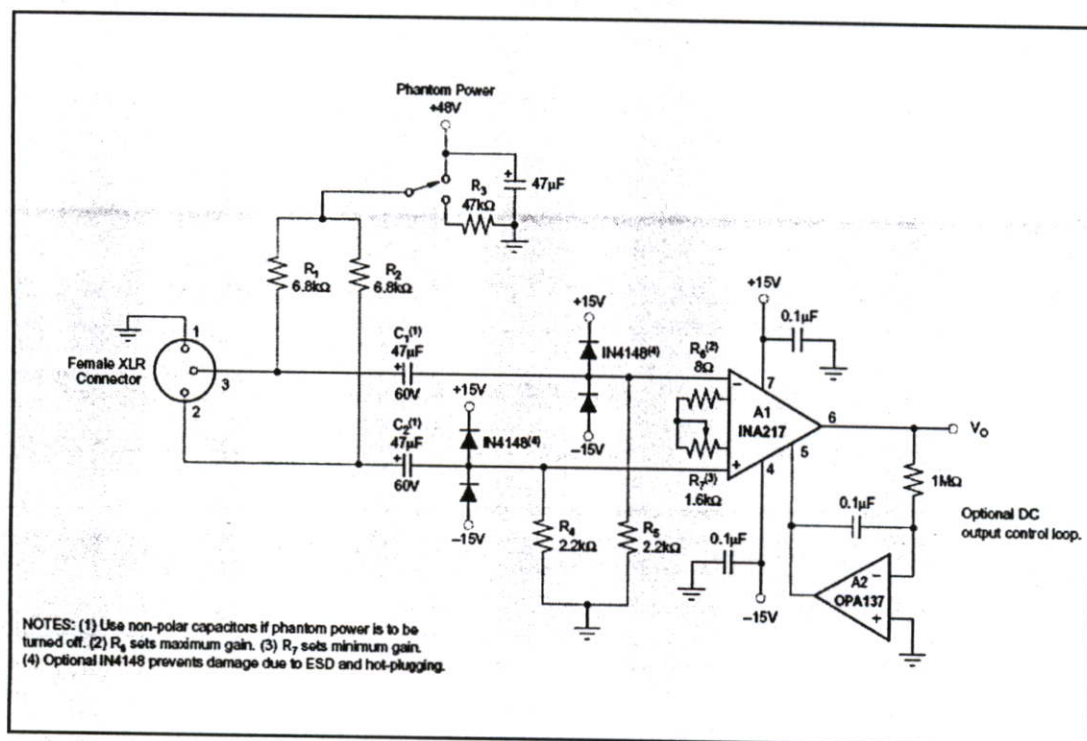 Phantom Power
+48V
+
47µF
R3
47kΩ
R1
6.8kΩ
R2
6.8kΩ
1
Female XLR
Connector
3
2
C1(1)
47µF
+
60V
+15V
IN4148(4)
–15V
C2(1)
47µF
+
60V
+15V
IN4148(4)
–15V
R6(2)
8Ω
R7(3)
1.6kΩ
+15V
0.1µF
7
–
A1
INA217
+
6
5
4
VO
1MΩ
0.1µF
Optional DC
output control loop.
R4
2.2kΩ
R5
2.2kΩ
0.1µF
–15V
A2
OPA137
–
+
NOTES: (1) Use non-polar capacitors if phantom power is to be
turned off. (2) R6 sets maximum gain. (3) R7 sets minimum gain.
(4) Optional IN4148 prevents damage due to ESD and hot-plugging.